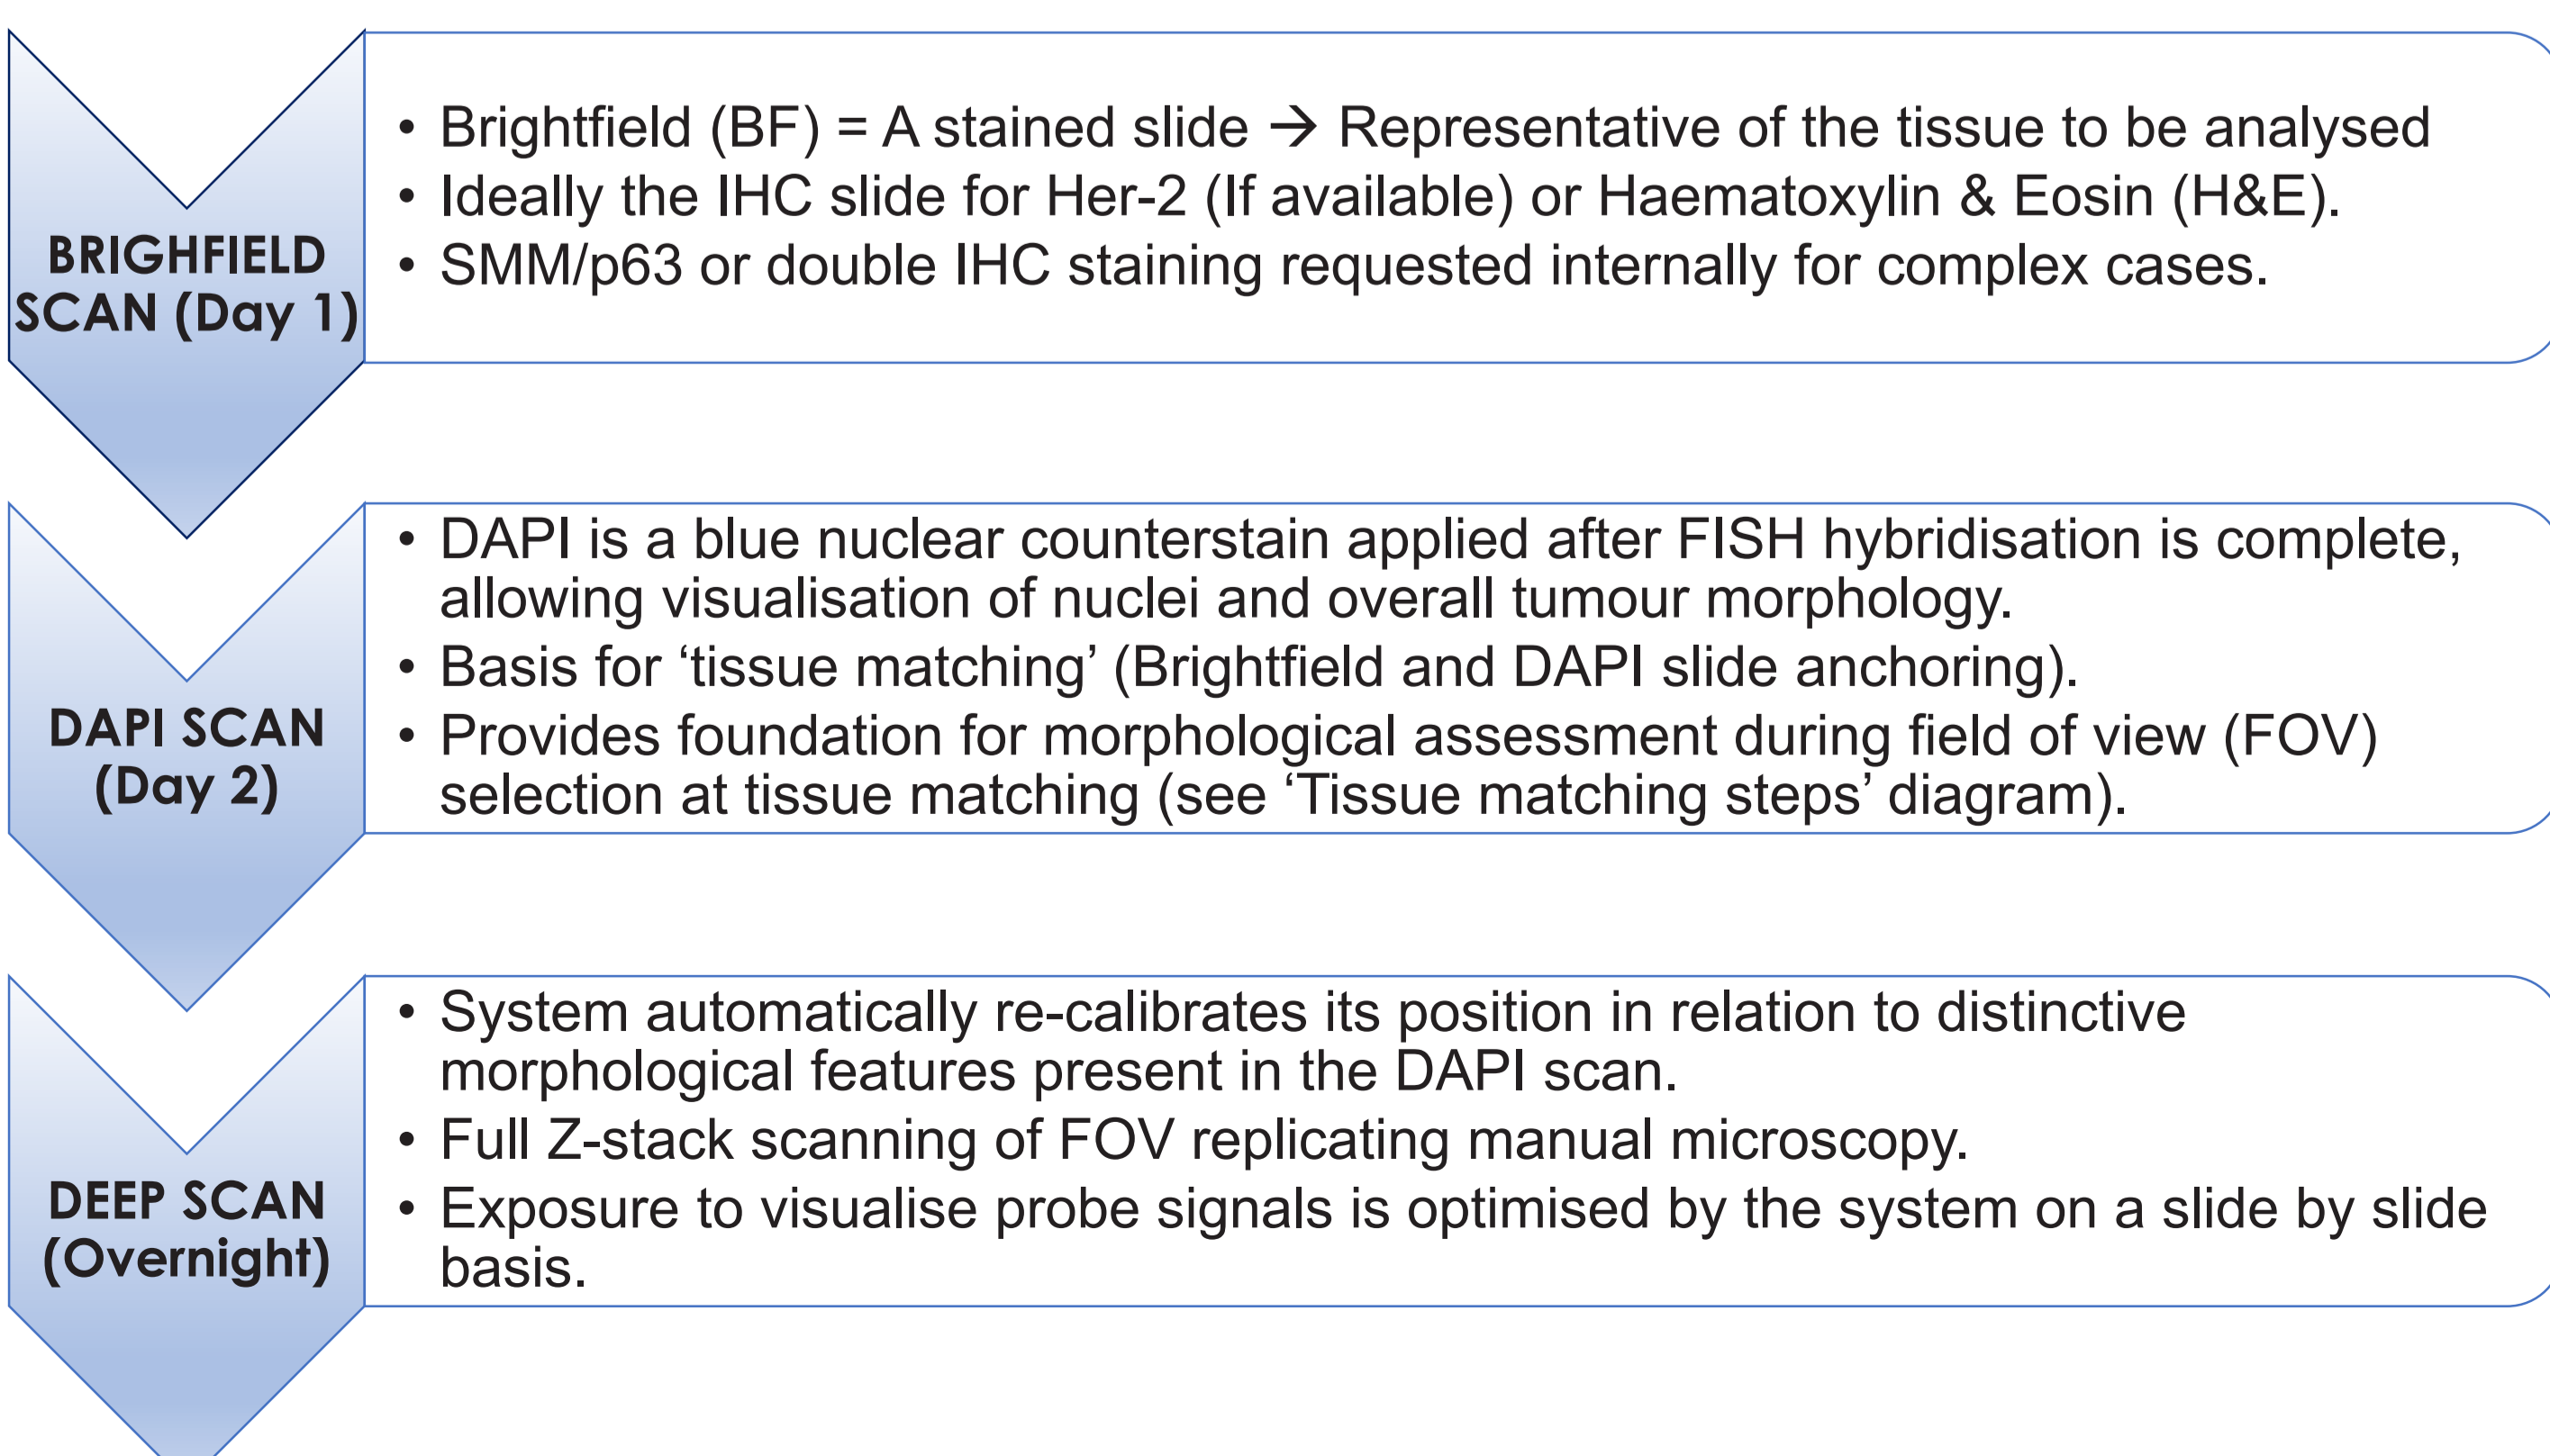 BRIGHFIELD
SCAN (Day 1)
• Brightfield (BF) = A stained slide → Representative of the tissue to be analysed
• Ideally the IHC slide for Her-2 (If available) or Haematoxylin & Eosin (H&E).
• SMM/p63 or double IHC staining requested internally for complex cases.
DAPI SCAN
(Day 2)
• DAPI is a blue nuclear counterstain applied after FISH hybridisation is complete,
allowing visualisation of nuclei and overall tumour morphology.
• Basis for ‘tissue matching’ (Brightfield and DAPI slide anchoring).
• Provides foundation for morphological assessment during field of view (FOV)
selection at tissue matching (see ‘Tissue matching steps’ diagram).
DEEP SCAN
(Overnight)
• System automatically re-calibrates its position in relation to distinctive
morphological features present in the DAPI scan.
• Full Z-stack scanning of FOV replicating manual microscopy.
• Exposure to visualise probe signals is optimised by the system on a slide by slide
basis.